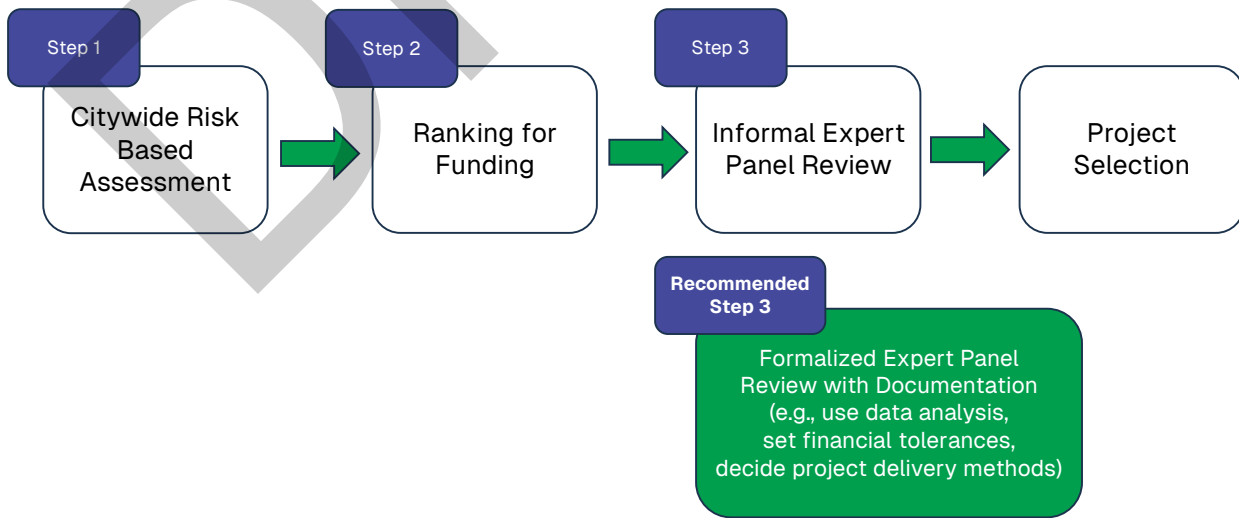 Step 1
Citywide Risk
Based
Assessment
Step 2
Ranking for
Funding
Step 3
Informal Expert
Panel Review
Project
Selection
Recommended
Step 3
Formalized Expert Panel
Review with Documentation
(e.g., use data analysis,
set financial tolerances,
decide project delivery methods)